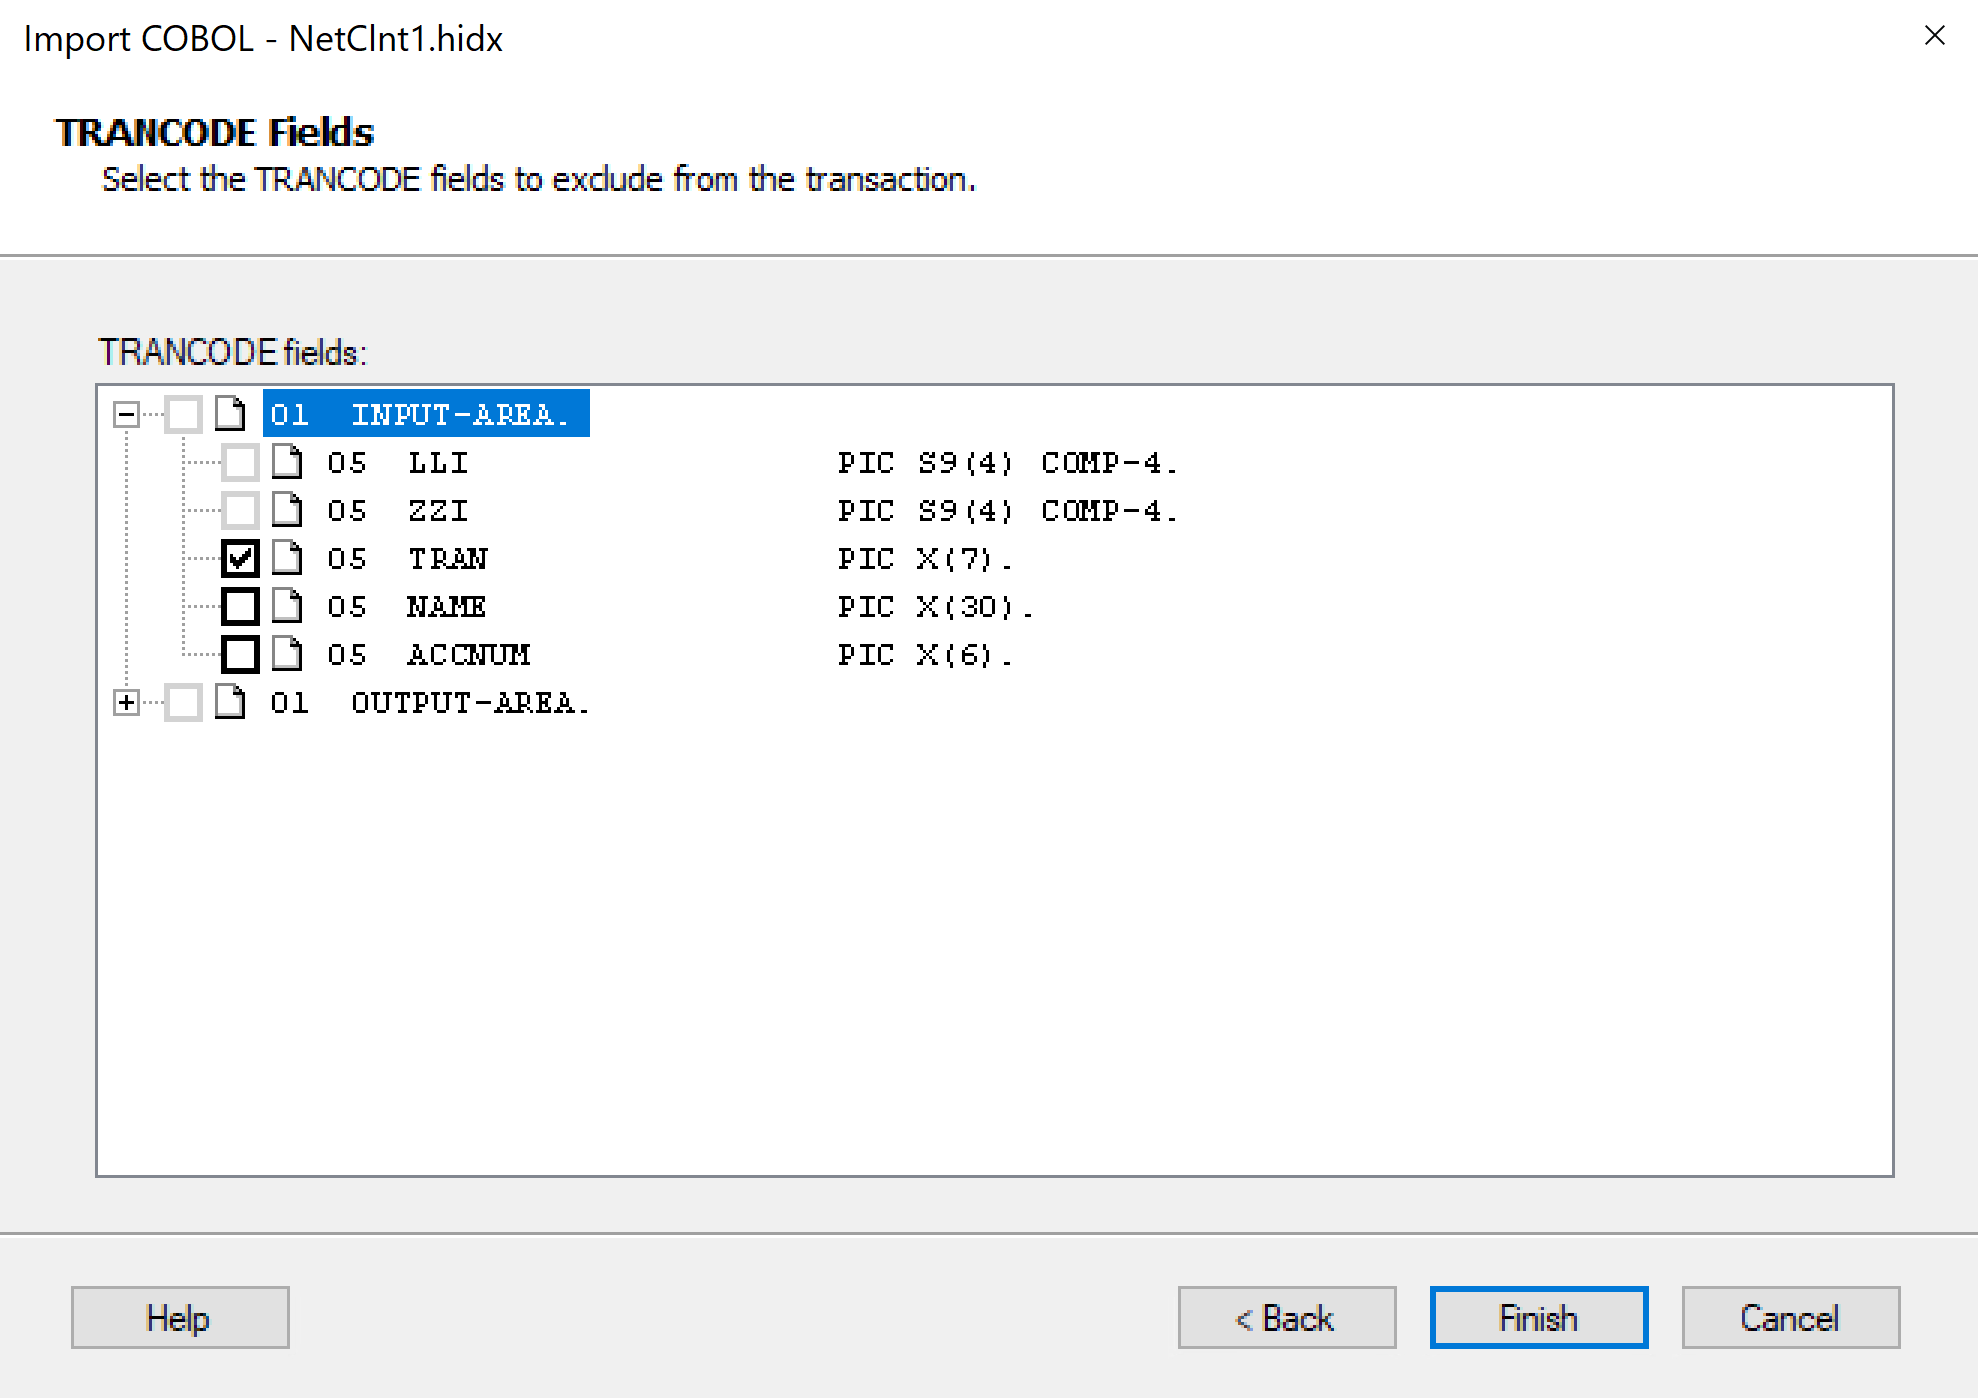 Import COBOL - NetClnt1.hidx
TRANCODE Fields
Select the TRANCODE fields to exclude from the transaction.
TRANCODE fields:
01 INPUT-AREA.
05 LLI PIC S9(4) COMP-4.
05 ZZI PIC S9(4) COMP-4.
05 TRAN PIC X(7).
05 NAME PIC X(30).
05 ACCNUM PIC X(6).
01 OUTPUT-AREA.
Help < Back Finish Cancel